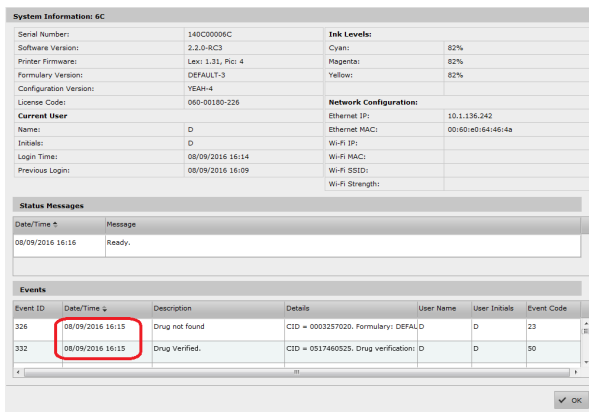 System Information: 6C
Serial Number: 140C00006C Ink Levels:
Software Version: 2.2.0-RC3 Cyan: 82%
Printer Firmware: Lex: 1.31, Pic: 4 Magenta: 82%
Formulary Version: DEFAULT-3 Yellow: 82%
Configuration Version: YEAH-4
License Code: 060-00180-226 Network Configuration:
Current User Ethernet IP: 10.1.136.242
Name: D Ethernet MAC: 00:60:e0:64:46:4a
Initials: D Wi-Fi IP:
Login Time: 08/09/2016 16:14 Wi-Fi MAC:
Previous Login: 08/09/2016 16:09 Wi-Fi SSID:
Wi-Fi Strength:
Status Messages
Date/Time Message
08/09/2016 16:16 Ready.
Events
Event ID Date/Time Description Details User Name User Initials Event Code
326 08/09/2016 16:15 Drug not found CID = 0003257020. Formulary: DEFAU D D 23
332 08/09/2016 16:15 Drug Verified. CID = 0517460525. Drug verification: D D 50
OK